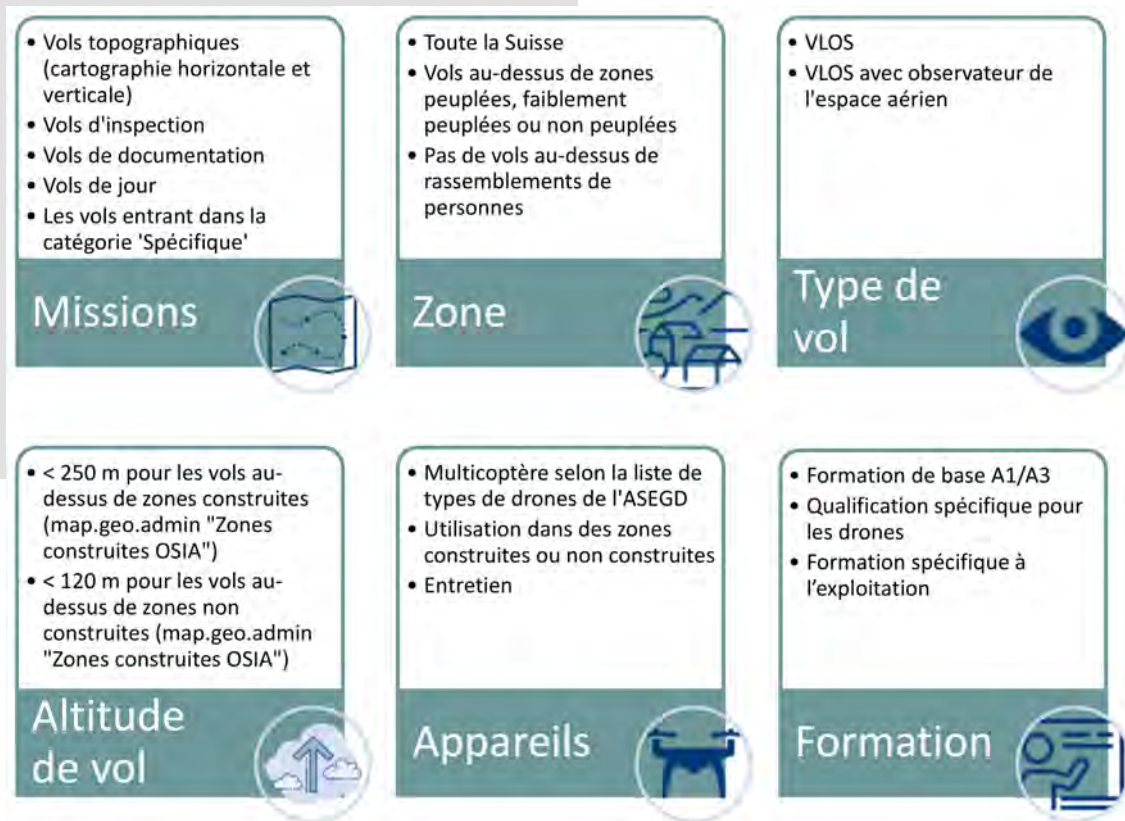 • Vols topographiques
(cartographie horizontale et
verticale)
• Vols d'inspection
• Vols de documentation
• Vols de jour
• Les vols entrant dans la
catégorie 'Spécifique'
Missions
• Toute la Suisse
• Vols au-dessus de zones
peuplées, faiblement
peuplées ou non peuplées
• Pas de vols au-dessus de
rassemblements de
personnes
Zone
• VLOS
• VLOS avec observateur de
l'espace aérien
Type de
vol
• < 250 m pour les vols au-
dessus de zones construites
(map.geo.admin "Zones
construites OSIA")
• < 120 m pour les vols au-
dessus de zones non
construites (map.geo.admin
"Zones construites OSIA")
Altitude
de vol
• Multicoptère selon la liste de
types de drones de l'ASEGD
• Utilisation dans des zones
construites ou non construites
• Entretien
Appareils
• Formation de base A1/A3
• Qualification spécifique pour
les drones
• Formation spécifique à
l’exploitation
Formation